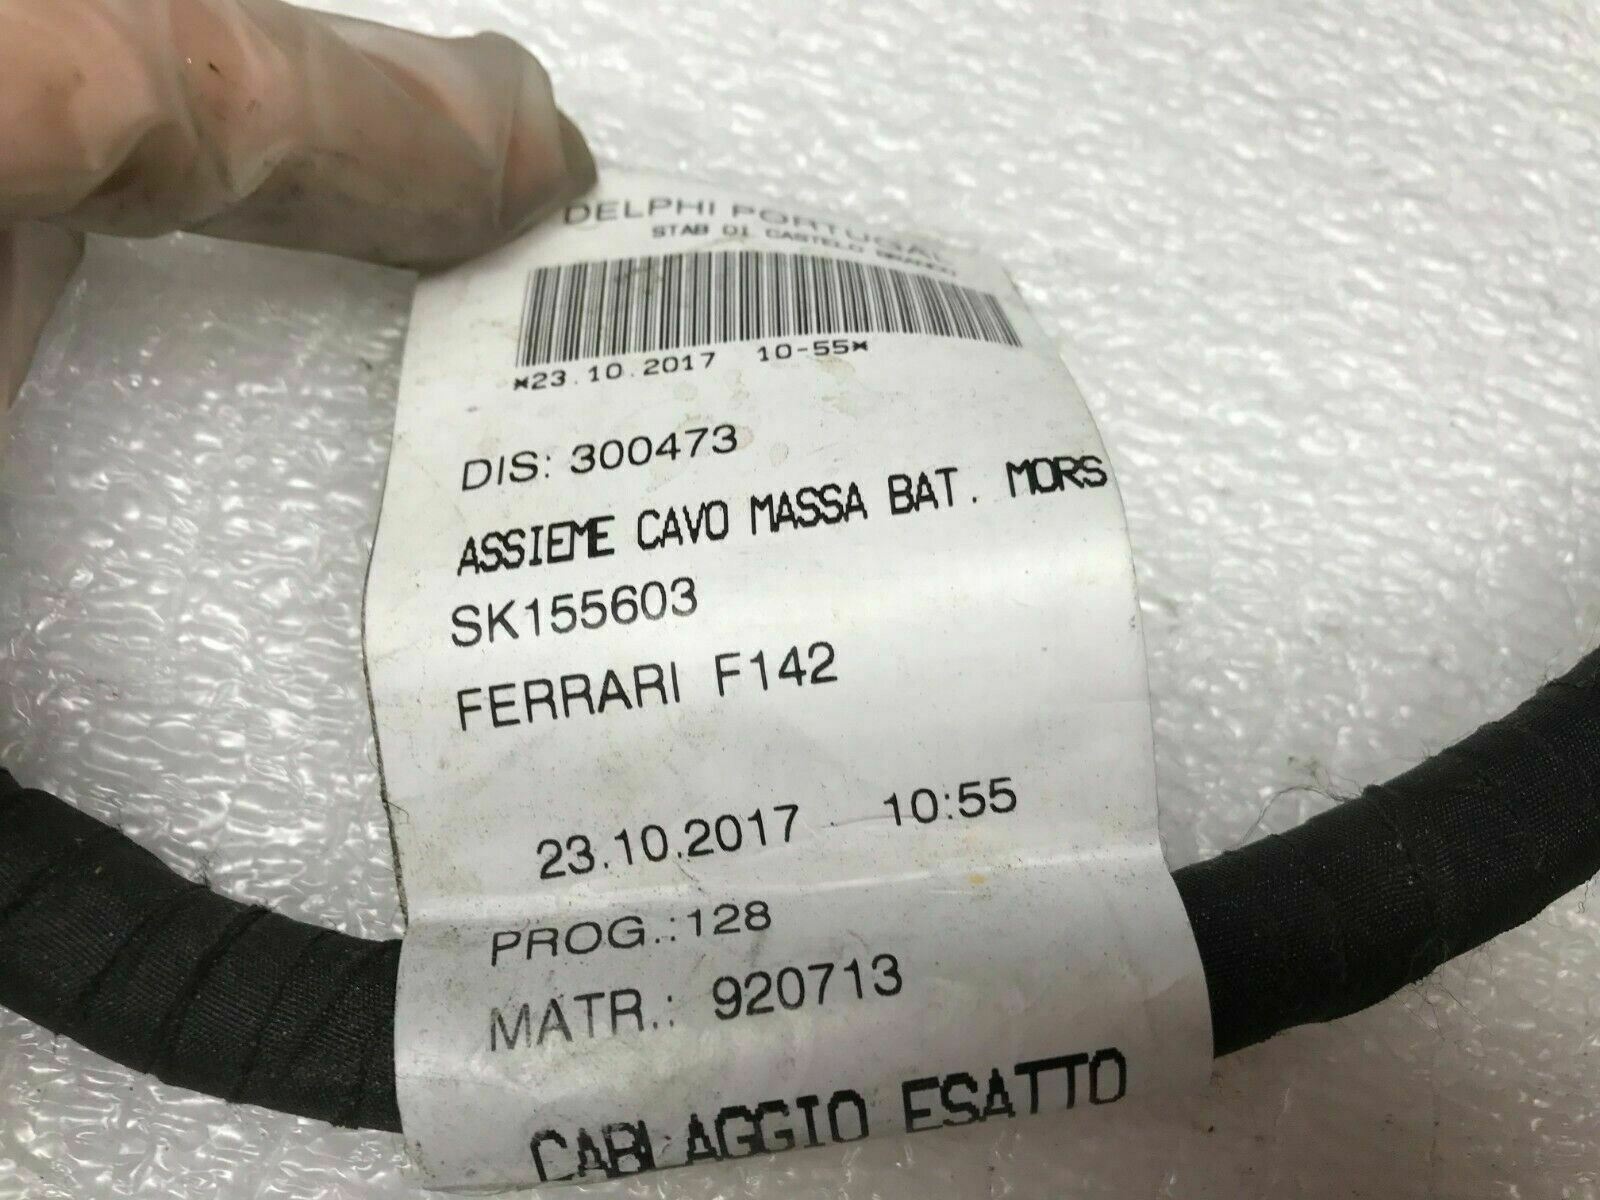 DELPHI PORTUGAL
STAB DI CASTELO BRANCO
*23.10.2017 10-55*
DIS: 300473
ASSIEME CAVO MASSA BAT. MORS
SK155603
FERRARI F142
23.10.2017 10:55
PROG.:128
MATR.: 920713
CABLAGGIO ESATTO